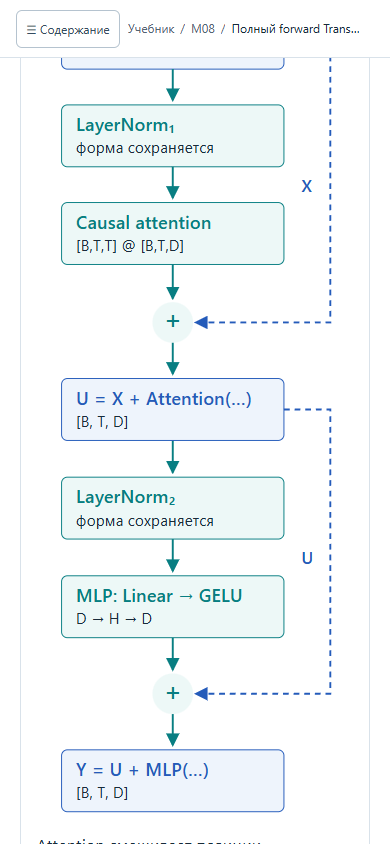 ☰ Содержание
Учебник / M08 / Полный forward Trans...
LayerNorm₁
форма сохраняется
X
Causal attention
[B,T,T] @ [B,T,D]
+
U = X + Attention(...)
[B, T, D]
LayerNorm₂
форма сохраняется
U
MLP: Linear → GELU
D → H → D
+
Y = U + MLP(...)
[B, T, D]